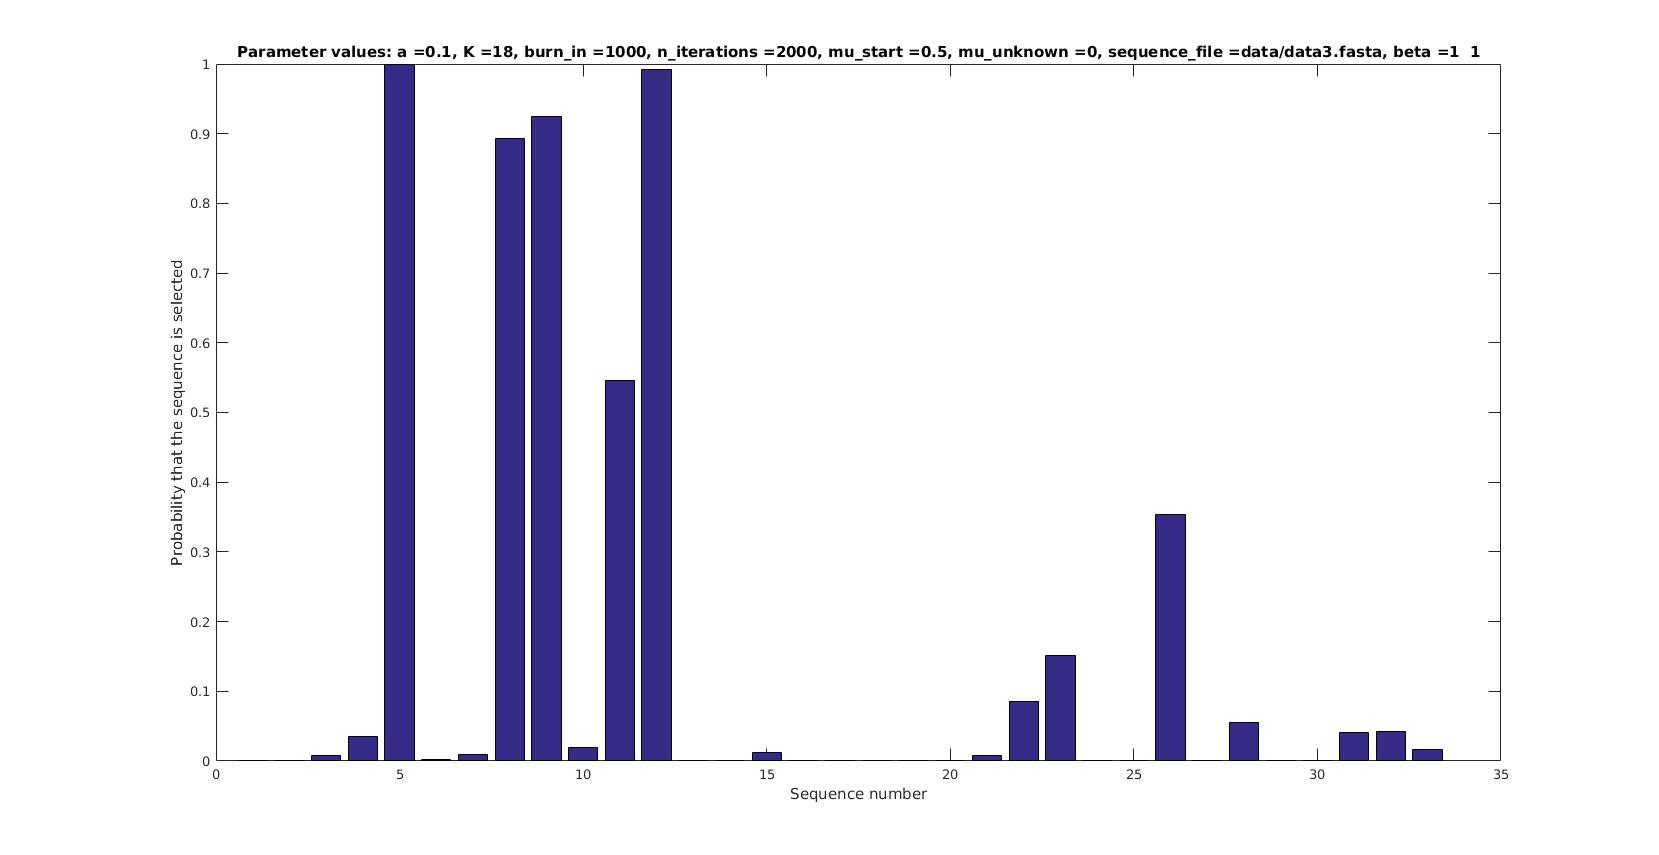 Parameter values: a =0.1, K =18, burn_in =1000, n_iterations =2000, mu_start =0.5, mu_unknown =0, sequence_file =data/data3.fasta, beta =1  1
1
0.9
0.8
0.7
0.6
0.5
0.4
0.3
0.2
0.1
0
Probability that the sequence is selected
0 5 10 15 20 25 30 35
Sequence number